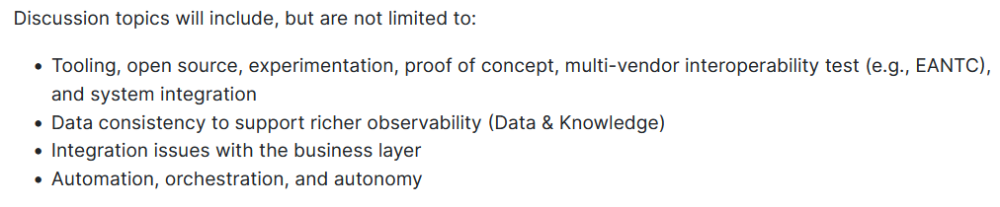 Discussion topics will include, but are not limited to:
• Tooling, open source, experimentation, proof of concept, multi-vendor interoperability test (e.g., EANTC),
and system integration
• Data consistency to support richer observability (Data & Knowledge)
• Integration issues with the business layer
• Automation, orchestration, and autonomy